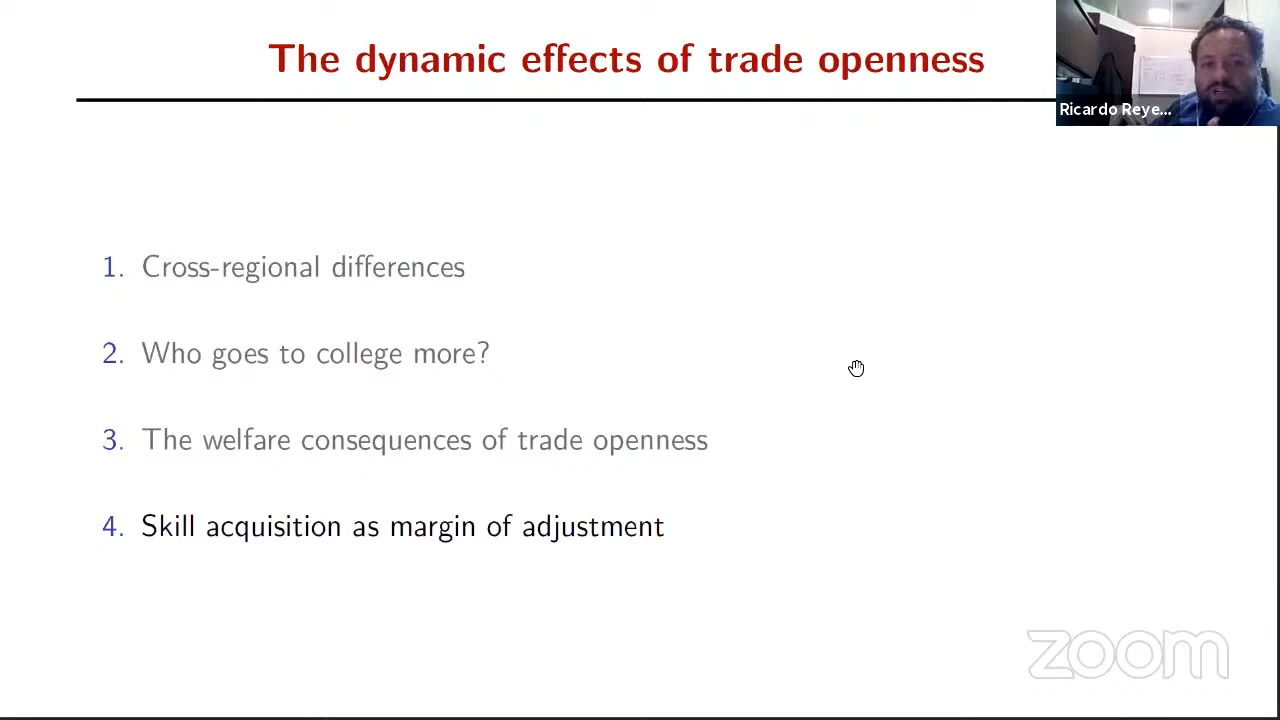 The dynamic effects of trade openness
Ricardo Reye...
1. Cross-regional differences
2. Who goes to college more?
3. The welfare consequences of trade openness
4. Skill acquisition as margin of adjustment
zoom